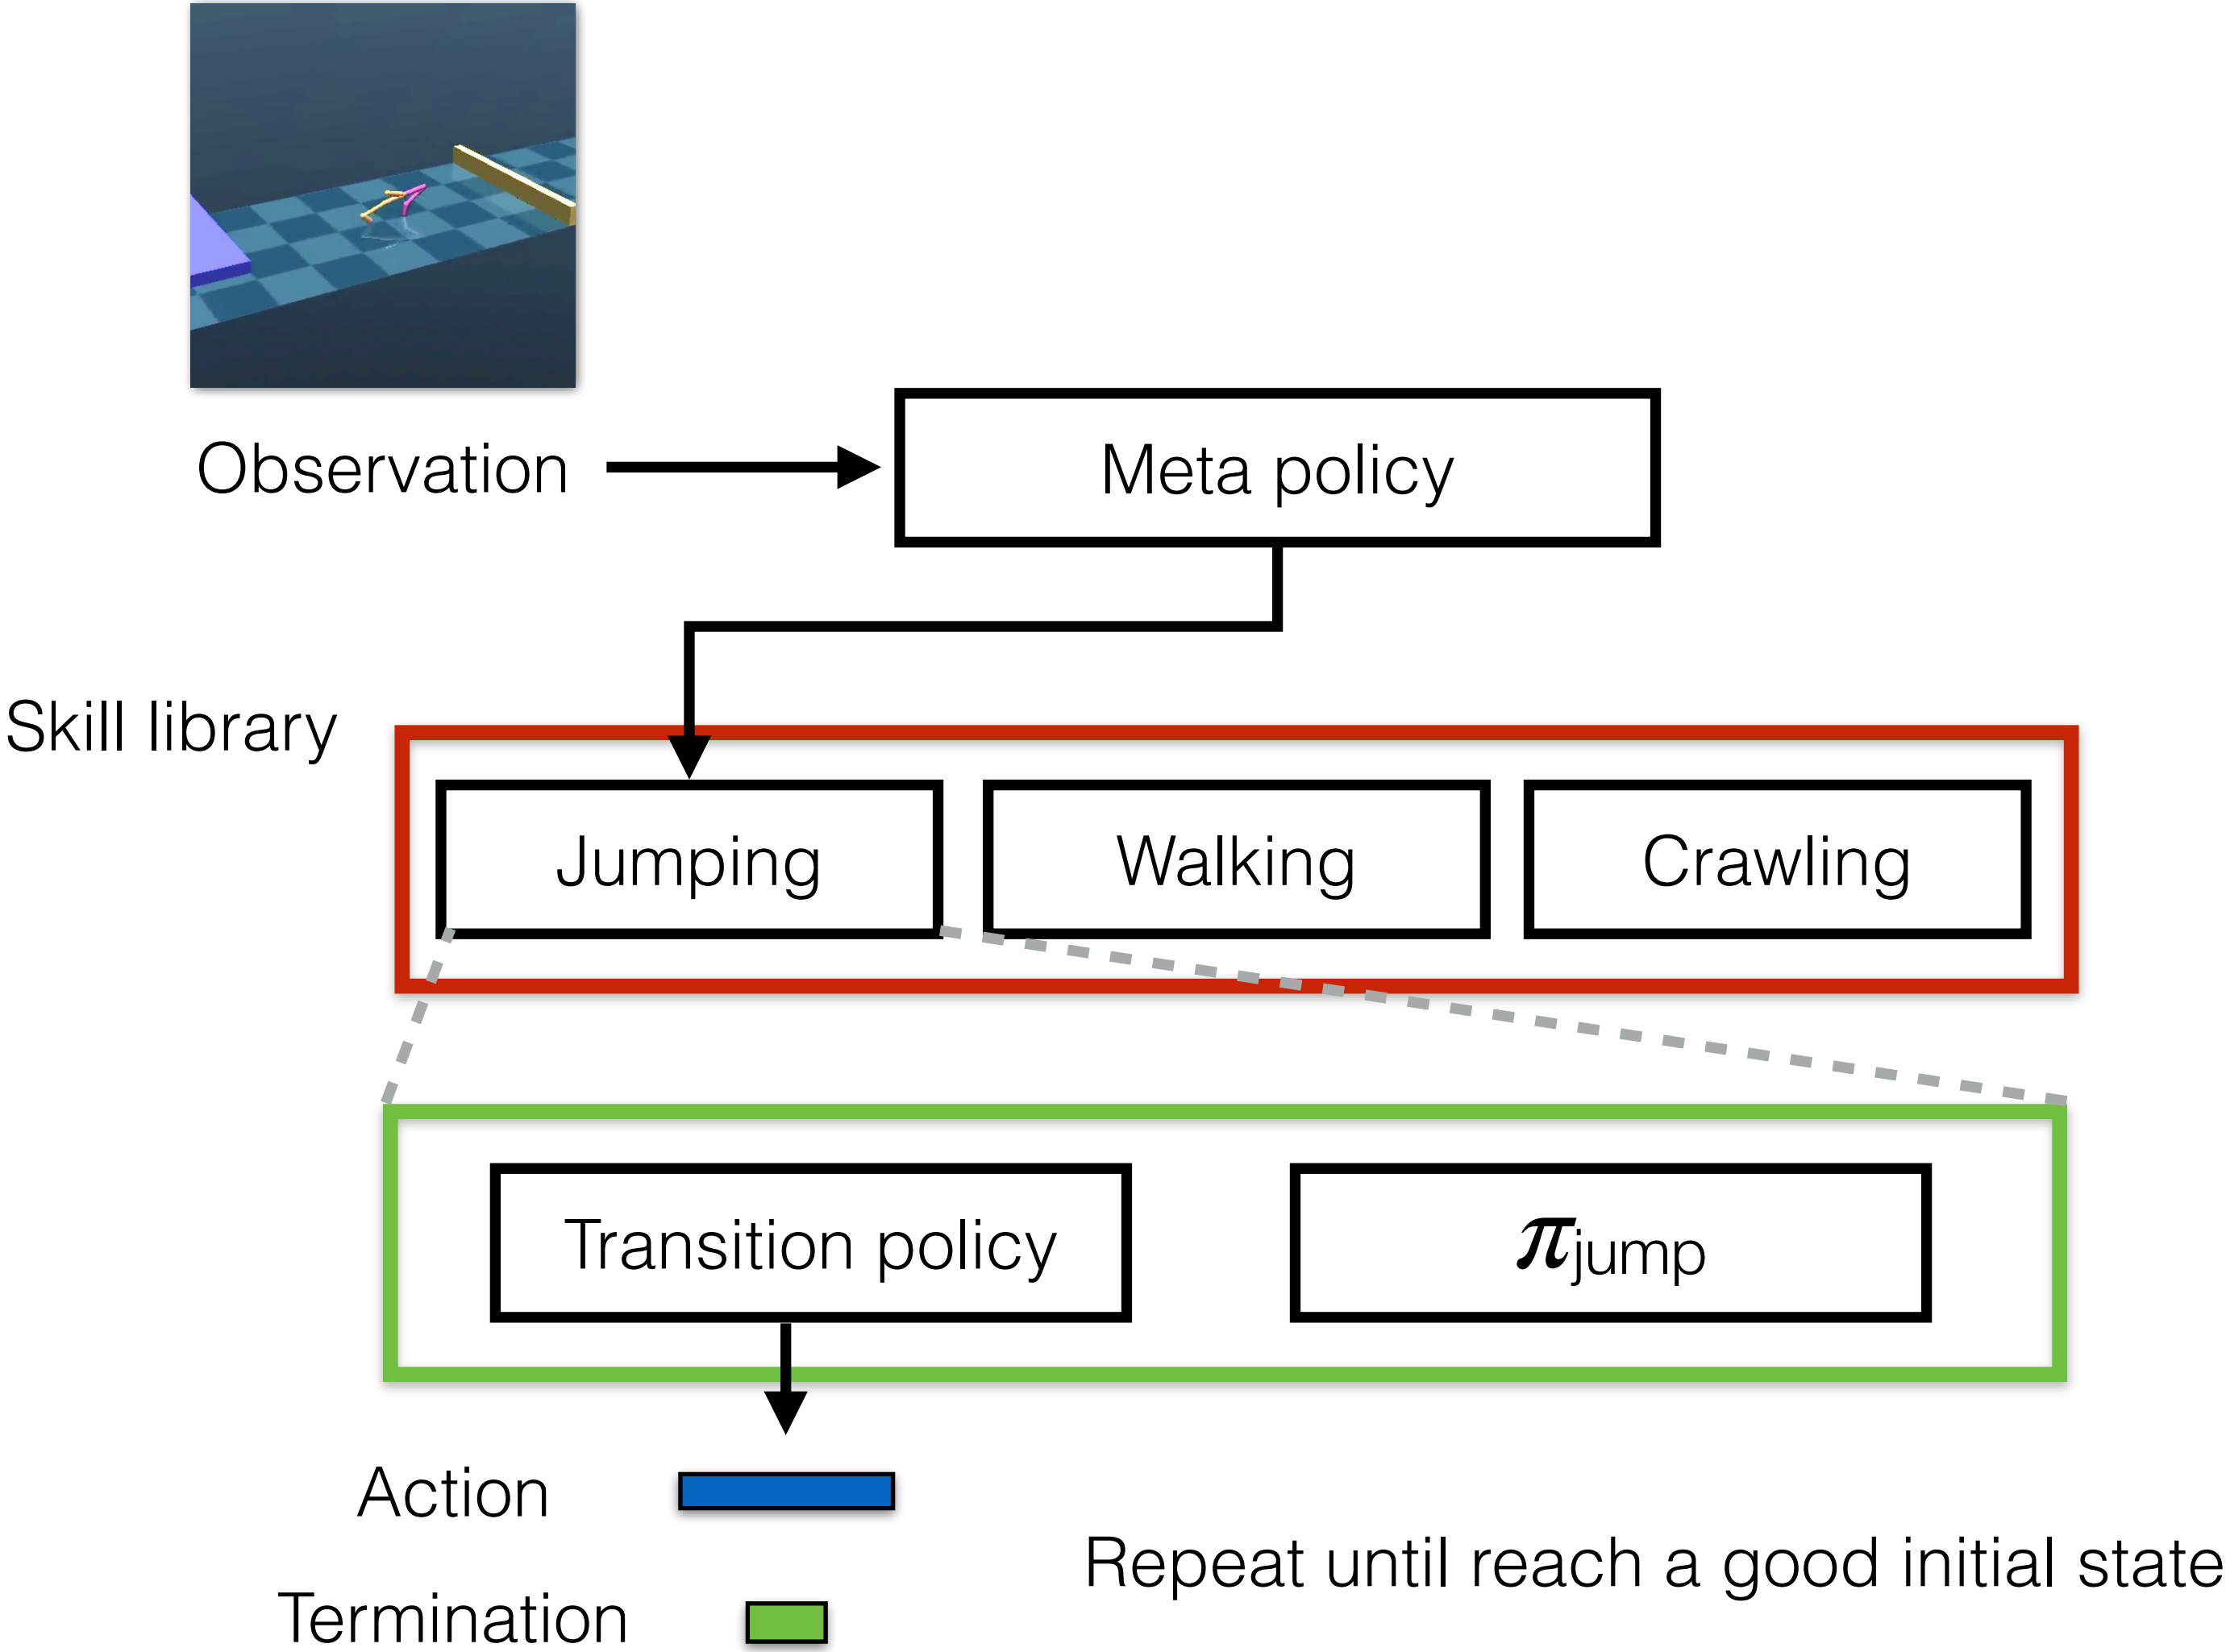 Observation
Meta policy
Skill library
Jumping
Walking
Crawling
Transition policy
πjump
Action
Repeat until reach a good initial state
Termination